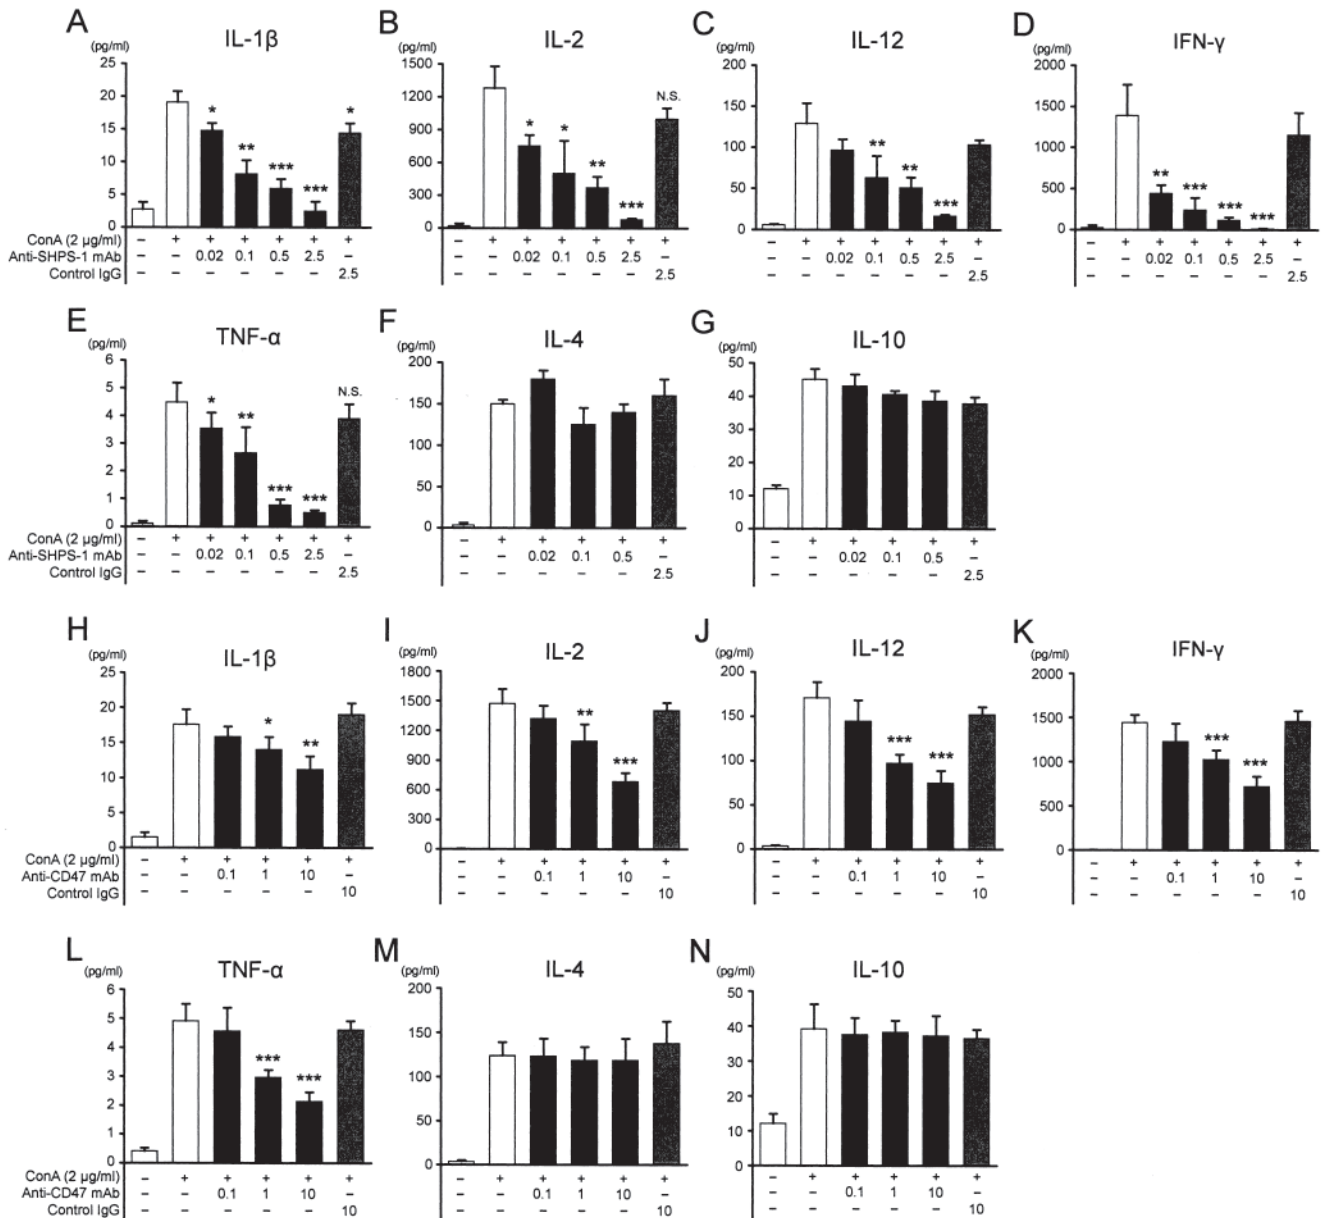 A B C D
IL-1β IL-2 IL-12 IFN-γ
(pg/ml) (pg/ml) (pg/ml) (pg/ml)
25 1500 200 2000
20 1200 150 1500
15 900 100 1000
10 600 50 500
5 300 0 0
0 0
* ** *** *** *
* * ** *** N.S.
** ** ***
** *** *** ***
ConA (2 μg/ml) – + + + + + + – + + + + + + – + + + + + + – + + + + + +
Anti-SHPS-1 mAb – – 0.02 0.1 0.5 2.5 – – – 0.02 0.1 0.5 2.5 – – – 0.02 0.1 0.5 2.5 – – – 0.02 0.1 0.5 2.5 –
Control IgG – – – – – – 2.5 – – – – – – 2.5 – – – – – – 2.5 – – – – – – 2.5
E F G
TNF-α IL-4 IL-10
(pg/ml) (pg/ml) (pg/ml)
6 200 50
5 150 40
4 100 30
3 50 20
2 0 10
1 0
0
* ** *** *** N.S.
ConA (2 μg/ml) – + + + + + + – + + + + + – + + + + +
Anti-SHPS-1 mAb – – 0.02 0.1 0.5 2.5 – – – 0.02 0.1 0.5 – – – 0.02 0.1 0.5 –
Control IgG – – – – – – 2.5 – – – – – 2.5 – – – – – 2.5
H I J K
IL-1β IL-2 IL-12 IFN-γ
(pg/ml) (pg/ml) (pg/ml) (pg/ml)
25 1800 200 2000
20 1500 150 1500
15 1200 100 1000
10 900 50 500
5 600 0 0
0 300
0
* **
** ***
*** ***
*** ***
ConA (2 μg/ml) – + + + + + – + + + + + – + + + + + – + + + + +
Anti-CD47 mAb – – 0.1 1 10 – – – 0.1 1 10 – – – 0.1 1 10 – – – 0.1 1 10 –
Control IgG – – – – – 10 – – – – – 10 – – – – – 10 – – – – – 10
L M N
TNF-α IL-4 IL-10
(pg/ml) (pg/ml) (pg/ml)
6 200 50
5 150 40
4 100 30
3 50 20
2 0 10
1 0
0
*** ***
ConA (2 μg/ml) – + + + + + – + + + + + – + + + + +
Anti-CD47 mAb – – 0.1 1 10 – – – 0.1 1 10 – – – 0.1 1 10 –
Control IgG – – – – – 10 – – – – – 10 – – – – – 10